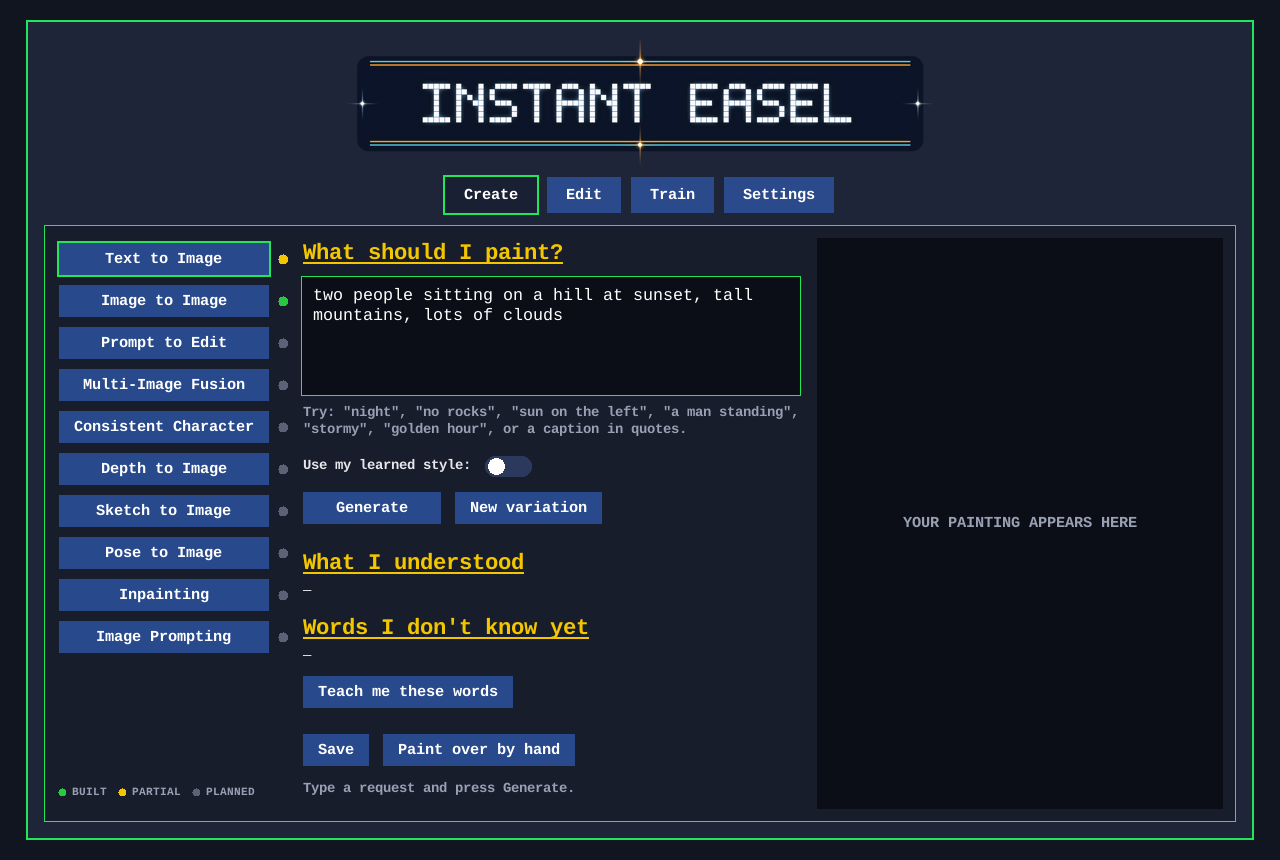 INSTANT EASEL
Create
Edit
Train
Settings
Text to Image
Image to Image
Prompt to Edit
Multi-Image Fusion
Consistent Character
Depth to Image
Sketch to Image
Pose to Image
Inpainting
Image Prompting
BUILT
PARTIAL
PLANNED
What should I paint?
two people sitting on a hill at sunset, tall
mountains, lots of clouds
Try: "night", "no rocks", "sun on the left", "a man standing",
"stormy", "golden hour", or a caption in quotes.
Use my learned style:
Generate
New variation
What I understood
—
Words I don't know yet
—
Teach me these words
Save
Paint over by hand
Type a request and press Generate.
YOUR PAINTING APPEARS HERE